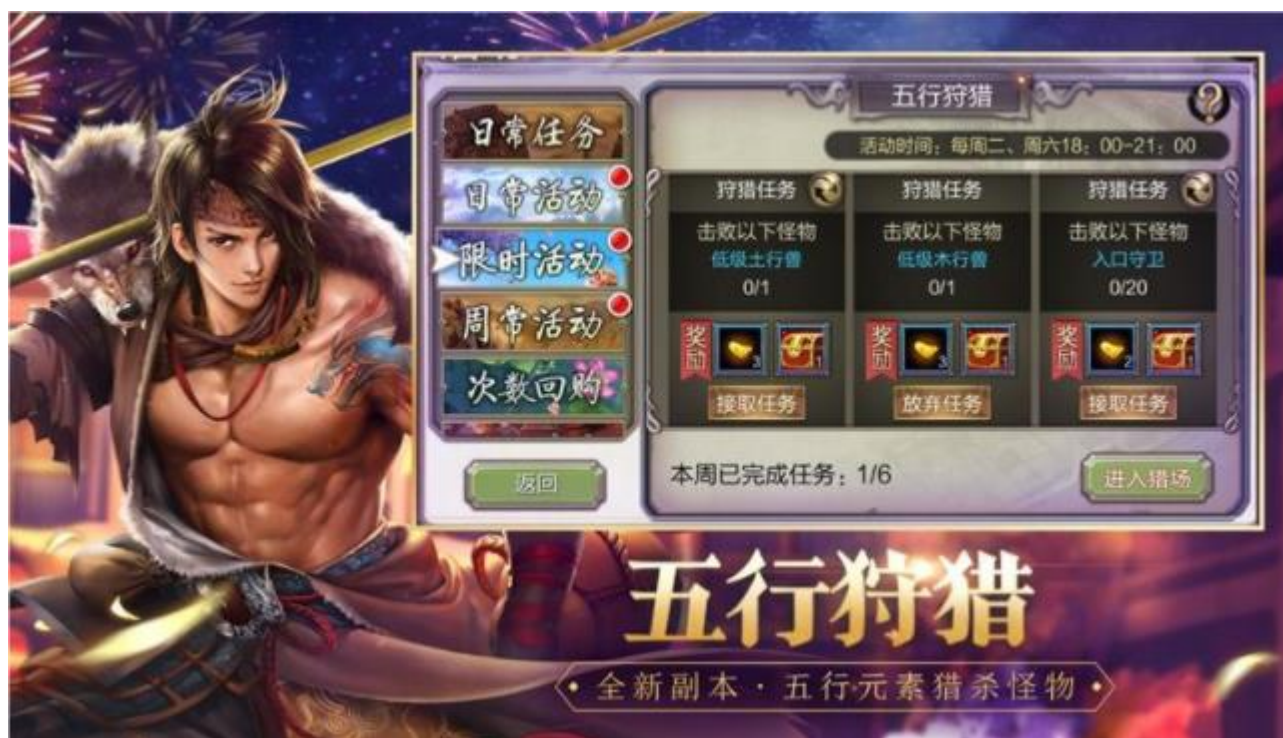 五行狩猎
活动时间：每周二、周六18：00-21：00
日常任务
日常活动
限时活动
周常活动
次数回购
返回
狩猎任务
击败以下怪物
低级土行兽
0/1
奖励
3
1
接取任务
狩猎任务
击败以下怪物
低级木行兽
0/1
奖励
3
1
放弃任务
狩猎任务
击败以下怪物
入口守卫
0/20
奖励
2
1
接取任务
本周已完成任务：1/6
进入猎场
五行狩猎
全新副本·五行元素猎杀怪物